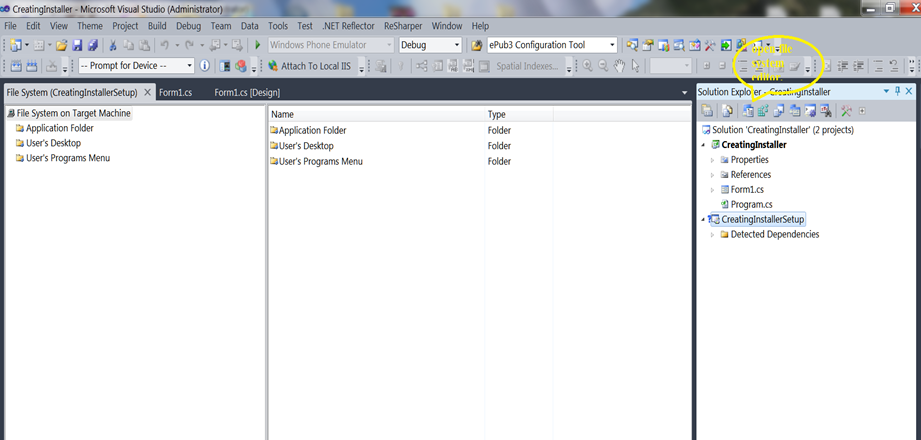 CreatingInstaller - Microsoft Visual Studio (Administrator)
File Edit View Theme Project Build Debug Team Data Tools Test .NET Reflector ReSharper Window Help
Windows Phone Emulator Debug ePub3 Configuration Tool
-- Prompt for Device -- Attach To Local IIS Spatial Indexes...
File System (CreatingInstallerSetup) Form1.cs Form1.cs [Design]
File System on Target Machine
Application Folder
User's Desktop
User's Programs Menu
Name Type
Application Folder Folder
User's Desktop Folder
User's Programs Menu Folder
Solution Explorer - CreatingInstaller
Solution 'CreatingInstaller' (2 projects)
CreatingInstaller
Properties
References
Form1.cs
Program.cs
CreatingInstallerSetup
Detected Dependencies